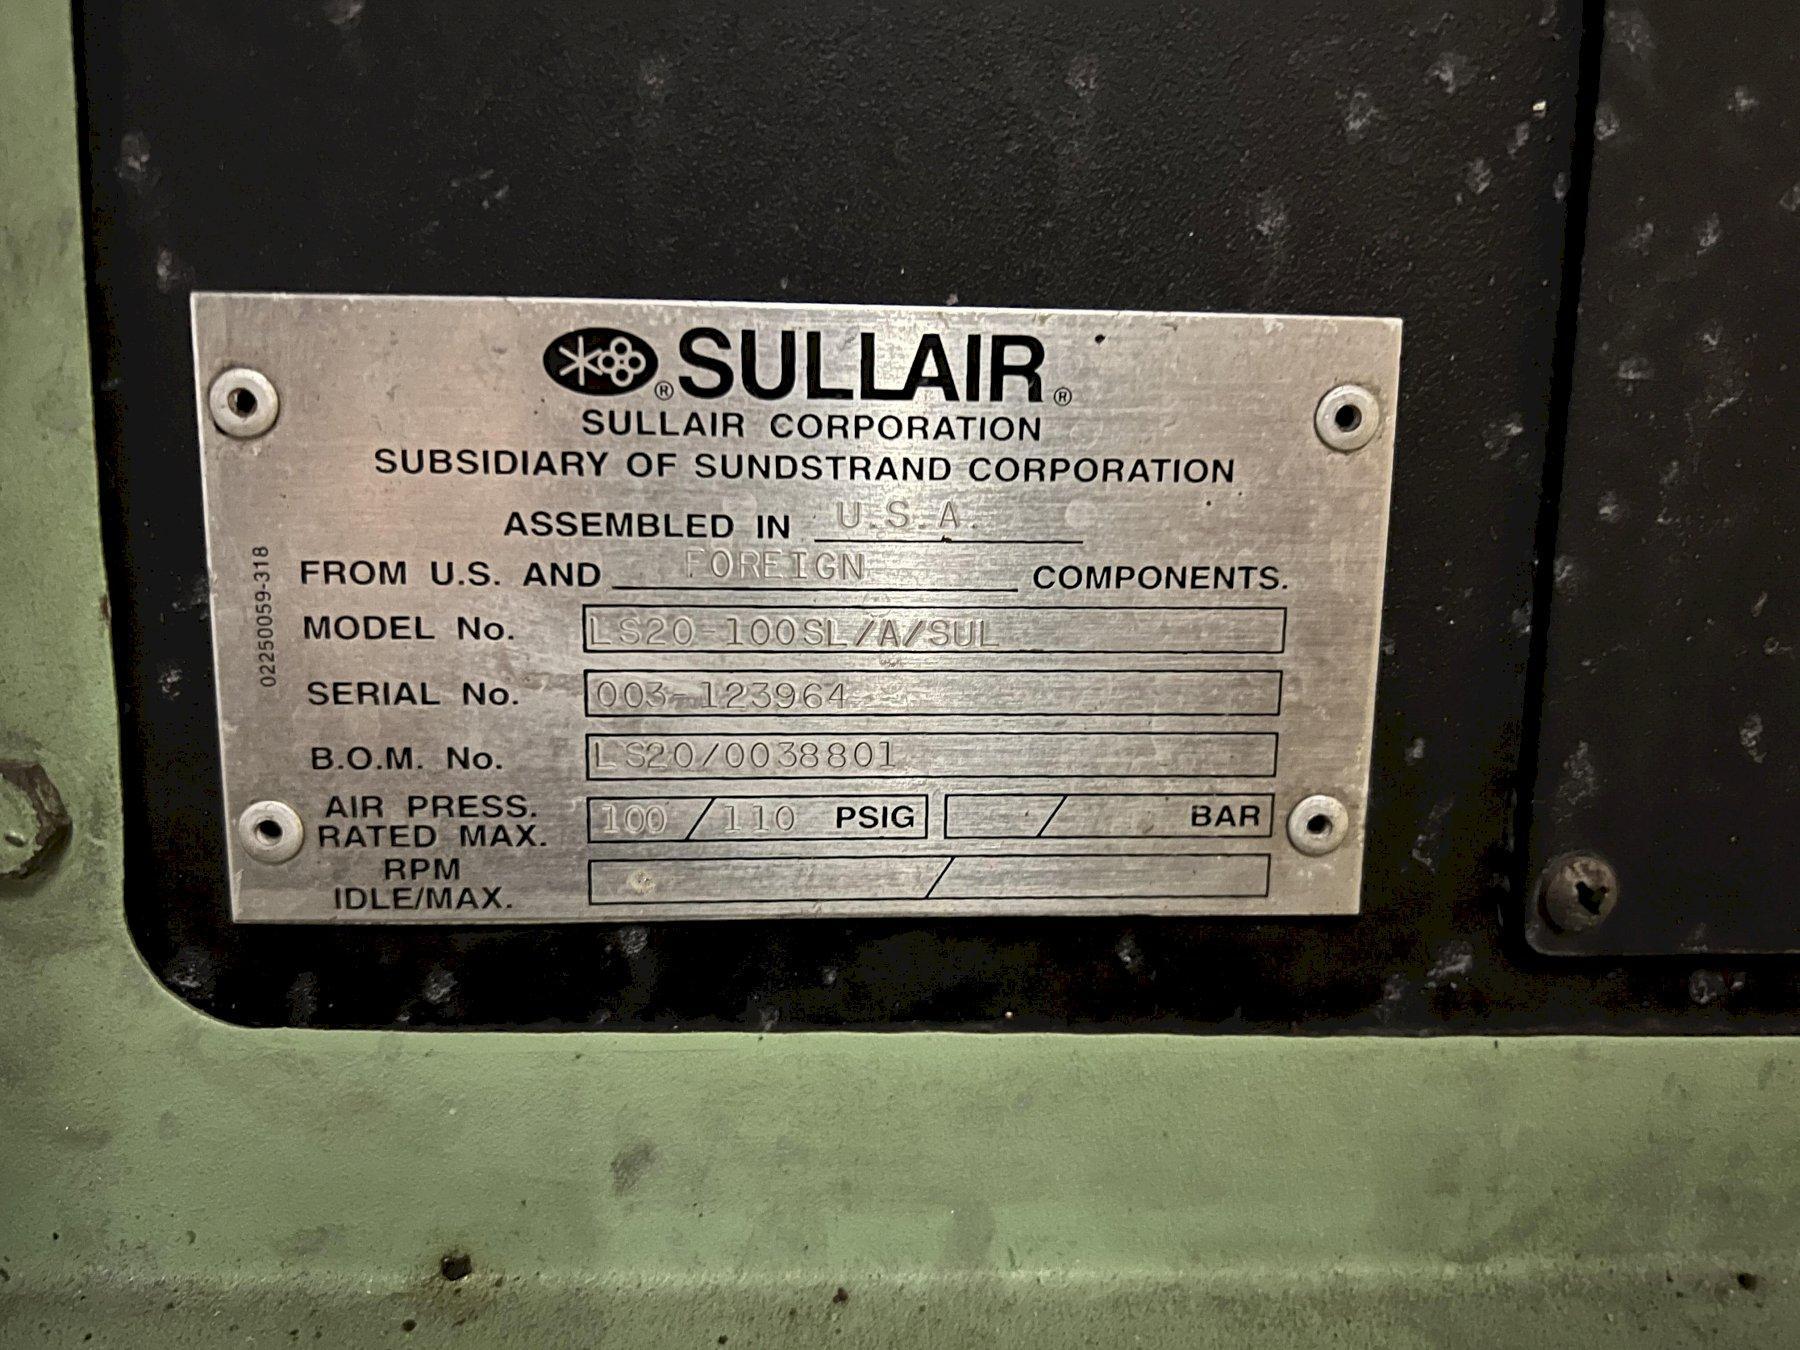 ® SULLAIR ®
SULLAIR CORPORATION
SUBSIDIARY OF SUNDSTRAND CORPORATION
ASSEMBLED IN U.S.A.
FROM U.S. AND FOREIGN COMPONENTS.
MODEL No. LS20-100SL/A/SUL
SERIAL No. 003-123964
B.O.M. No. LS20/0038801
AIR PRESS.
RATED MAX. 100 / 110 PSIG / BAR
RPM
IDLE/MAX. /
02250059-318